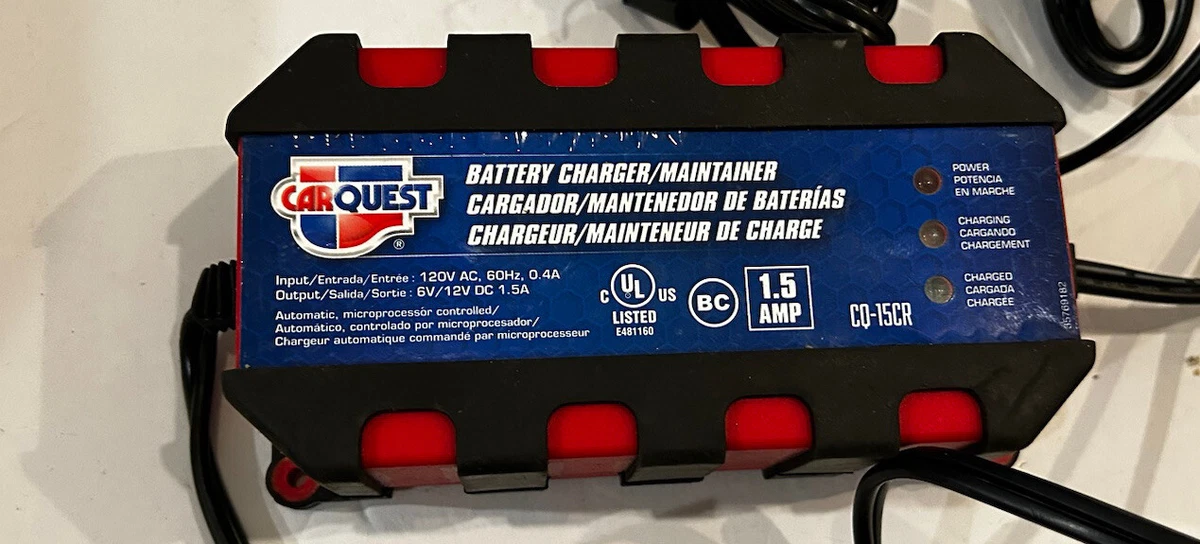 CARQUEST
®
BATTERY CHARGER/MAINTAINER
CARGADOR/MANTENEDOR DE BATERÍAS
CHARGEUR/MAINTENEUR DE CHARGE
Input/Entrada/Entrée : 120V AC, 60Hz, 0.4A
Output/Salida/Sortie : 6V/12V DC 1.5A
Automatic, microprocessor controlled/
Automático, controlado por microprocesador/
Chargeur automatique commandé par microprocesseur
C UL US
®
LISTED
E481160
BC
1.5
AMP
CQ-15CR
POWER
POTENCIA
EN MARCHE
CHARGING
CARGANDO
CHARGEMENT
CHARGED
CARGADA
CHARGÉE